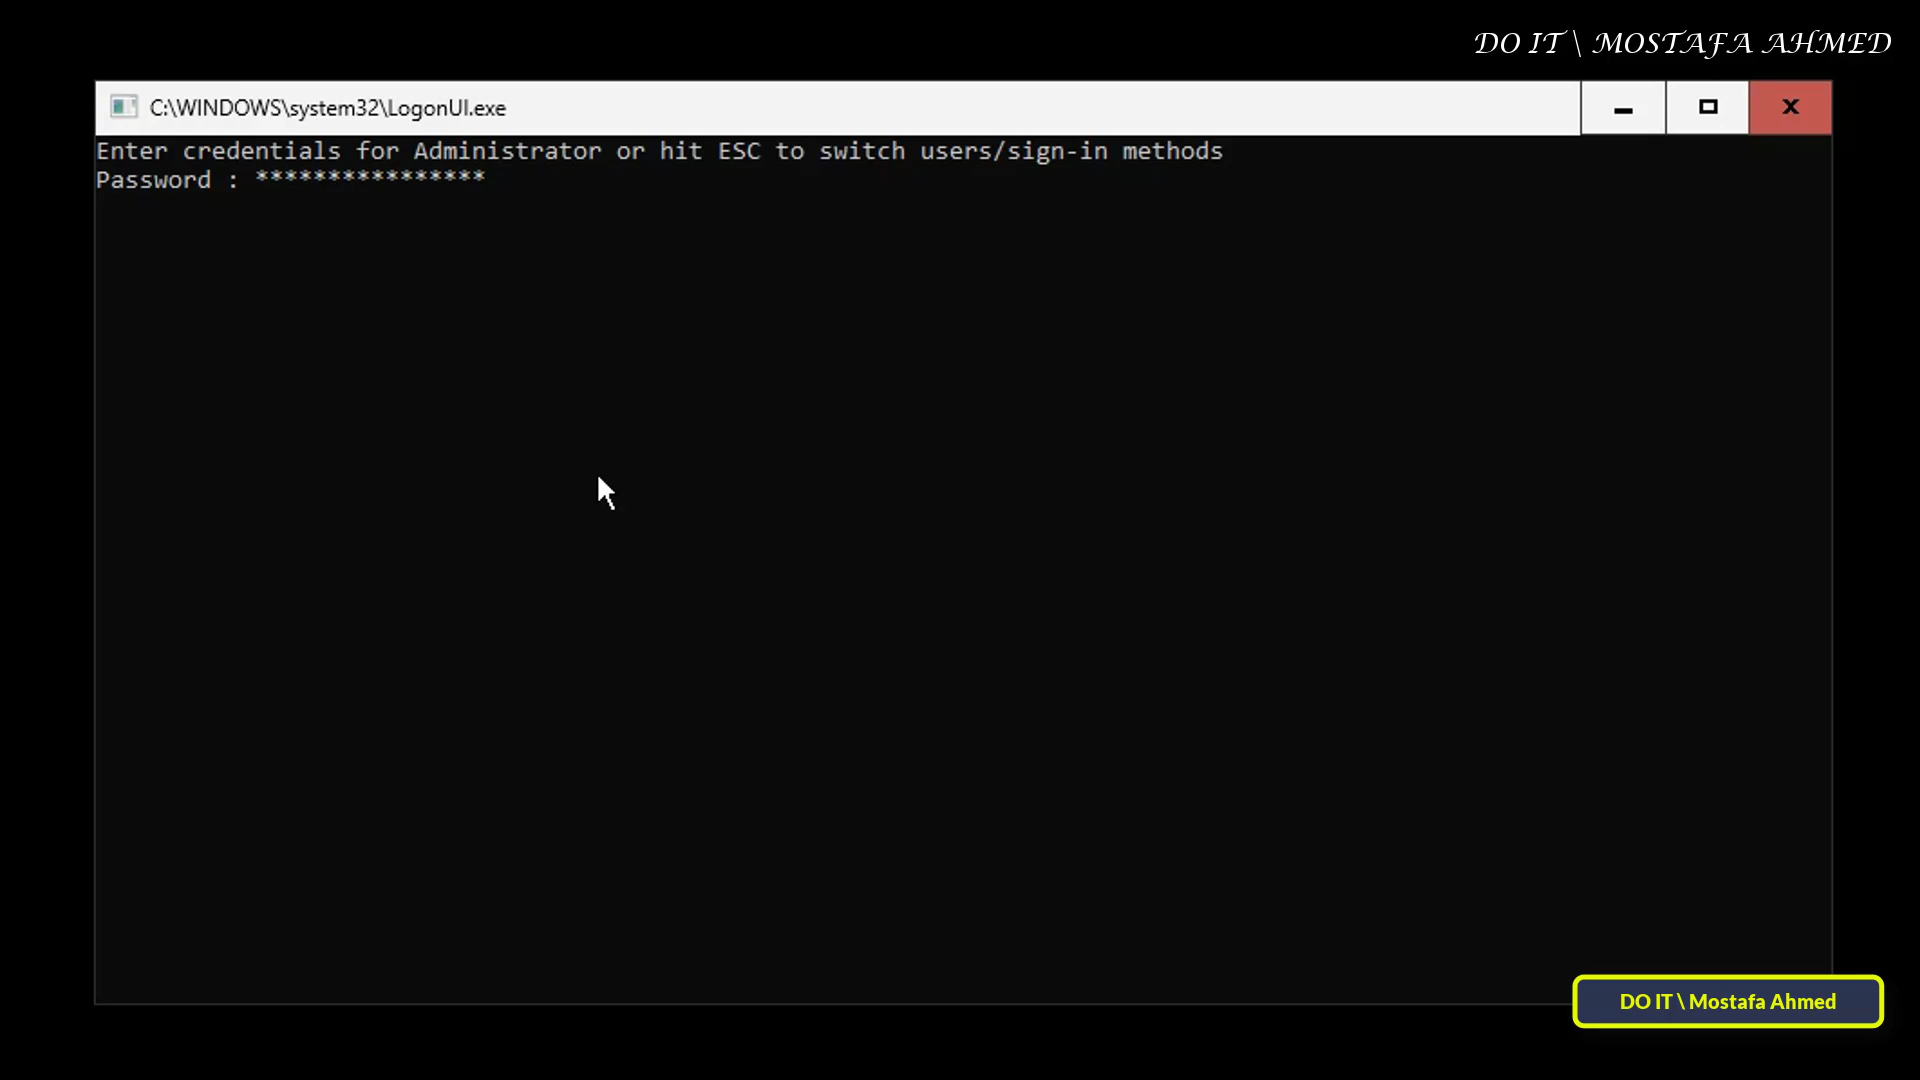 DO IT \ MOSTAFA AHMED
C:\WINDOWS\system32\LogonUI.exe
Enter credentials for Administrator or hit ESC to switch users/sign-in methods
Password : ****************
DO IT \ Mostafa Ahmed